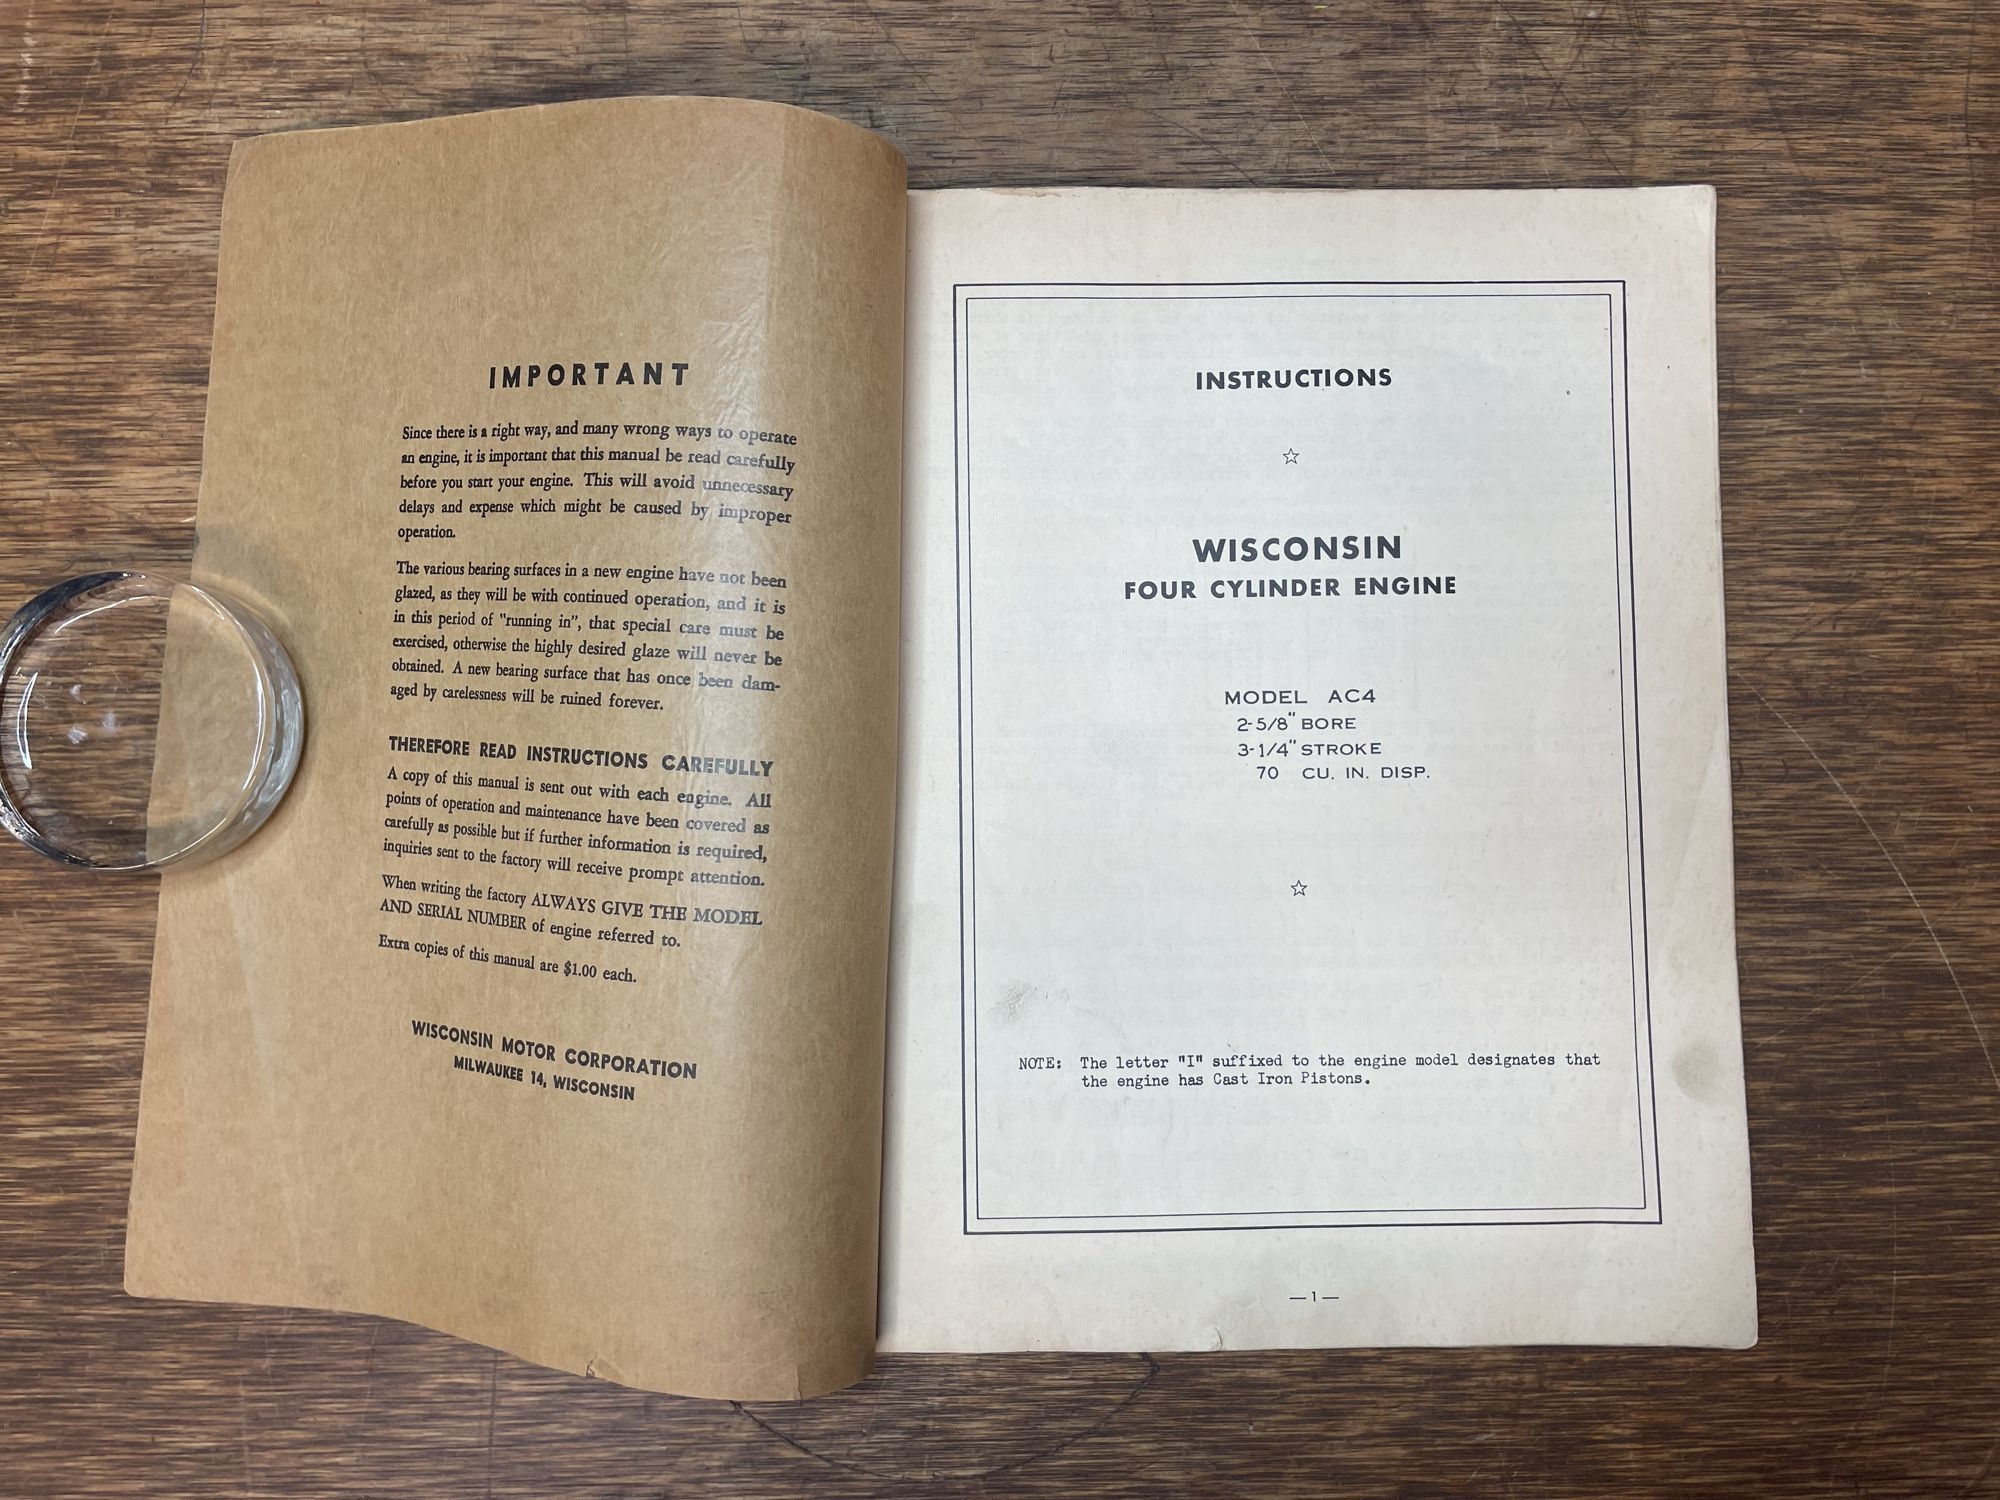 IMPORTANT
Since there is a right way, and many wrong ways to operate
an engine, it is important that this manual be read carefully
before you start your engine. This will avoid unnecessary
delays and expense which might be caused by improper
operation.
The various bearing surfaces in a new engine have not been
glazed, as they will be with continued operation, and it is
in this period of "running in", that special care must be
exercised, otherwise the highly desired glaze will never be
obtained. A new bearing surface that has once been dam-
aged by carelessness will be ruined forever.
THEREFORE READ INSTRUCTIONS CAREFULLY
A copy of this manual is sent out with each engine. All
points of operation and maintenance have been covered as
carefully as possible but if further information is required,
inquiries sent to the factory will receive prompt attention.
When writing the factory ALWAYS GIVE THE MODEL
AND SERIAL NUMBER of engine referred to.
Extra copies of this manual are $1.00 each.
WISCONSIN MOTOR CORPORATION
MILWAUKEE 14, WISCONSIN
INSTRUCTIONS
WISCONSIN
FOUR CYLINDER ENGINE
MODEL AC4
2-5/8" BORE
3-1/4" STROKE
70 CU. IN. DISP.
NOTE: The letter "I" suffixed to the engine model designates that
the engine has Cast Iron Pistons.
— 1 —